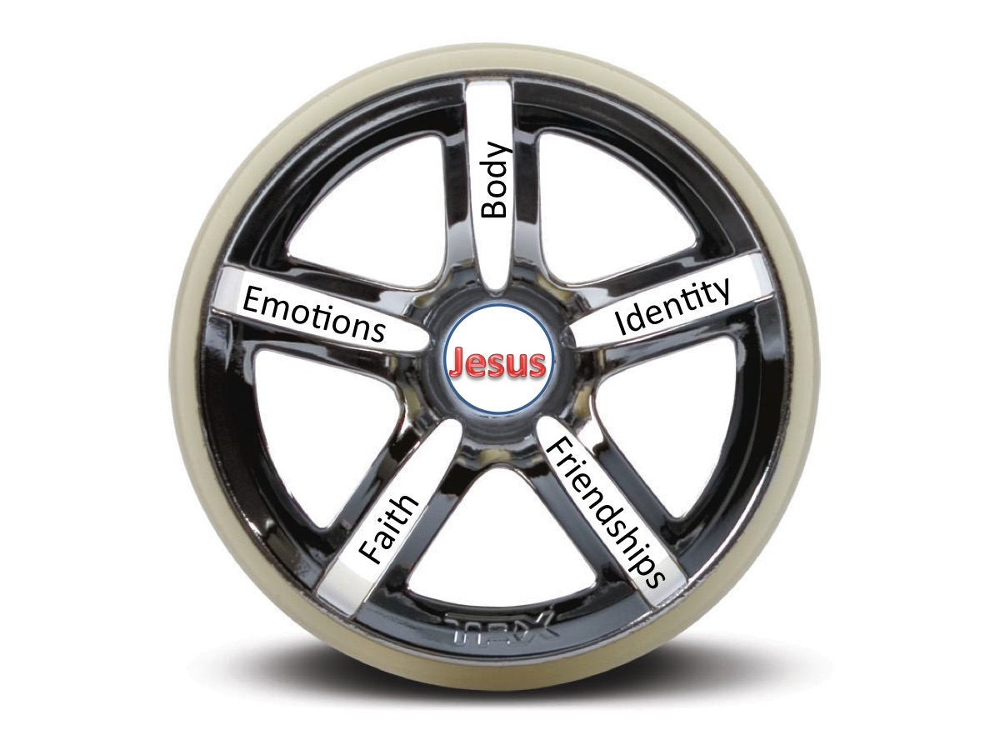 Body
Emotions
Identity
Jesus
Faith
Friendships